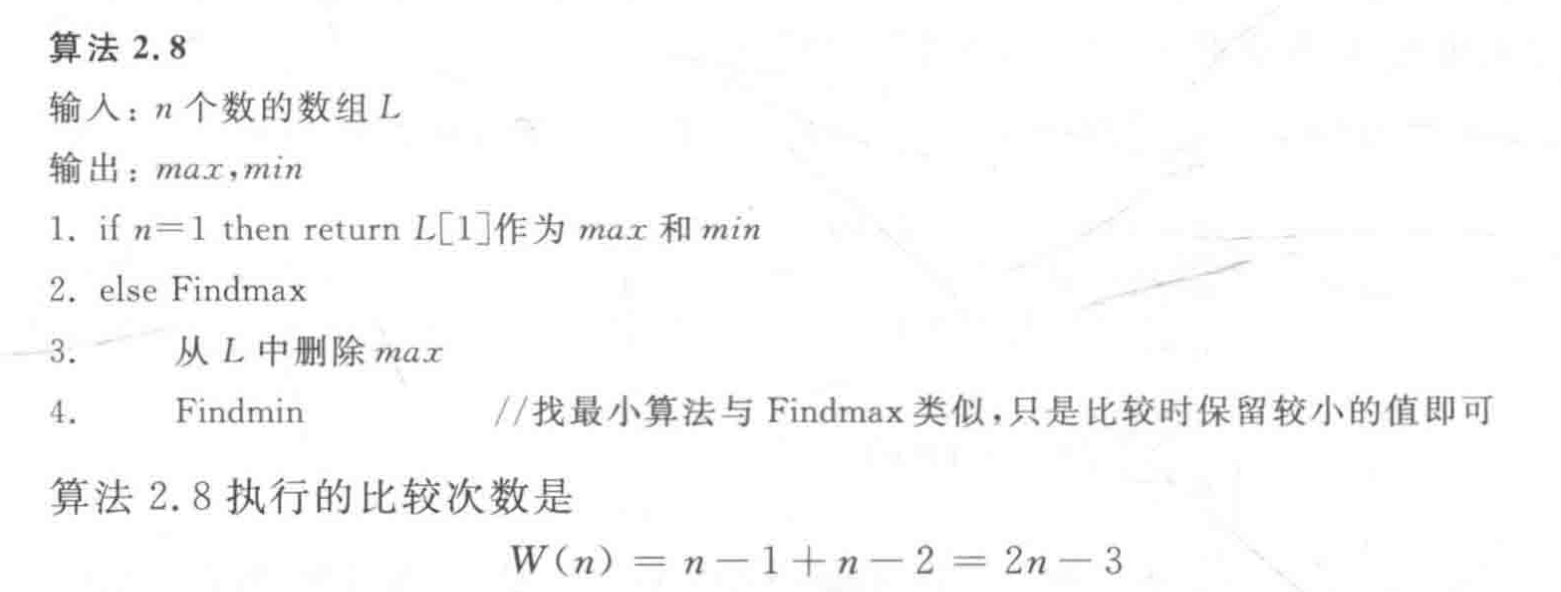 算法 2.8
输入：n 个数的数组 L
输出：max,min
1. if n=1 then return L[1]作为 max 和 min
2. else Findmax
3. 从 L 中删除 max
4. Findmin //找最小算法与 Findmax 类似,只是比较时保留较小的值即可
算法 2.8 执行的比较次数是
W(n) = n－1＋n－2 = 2n－3